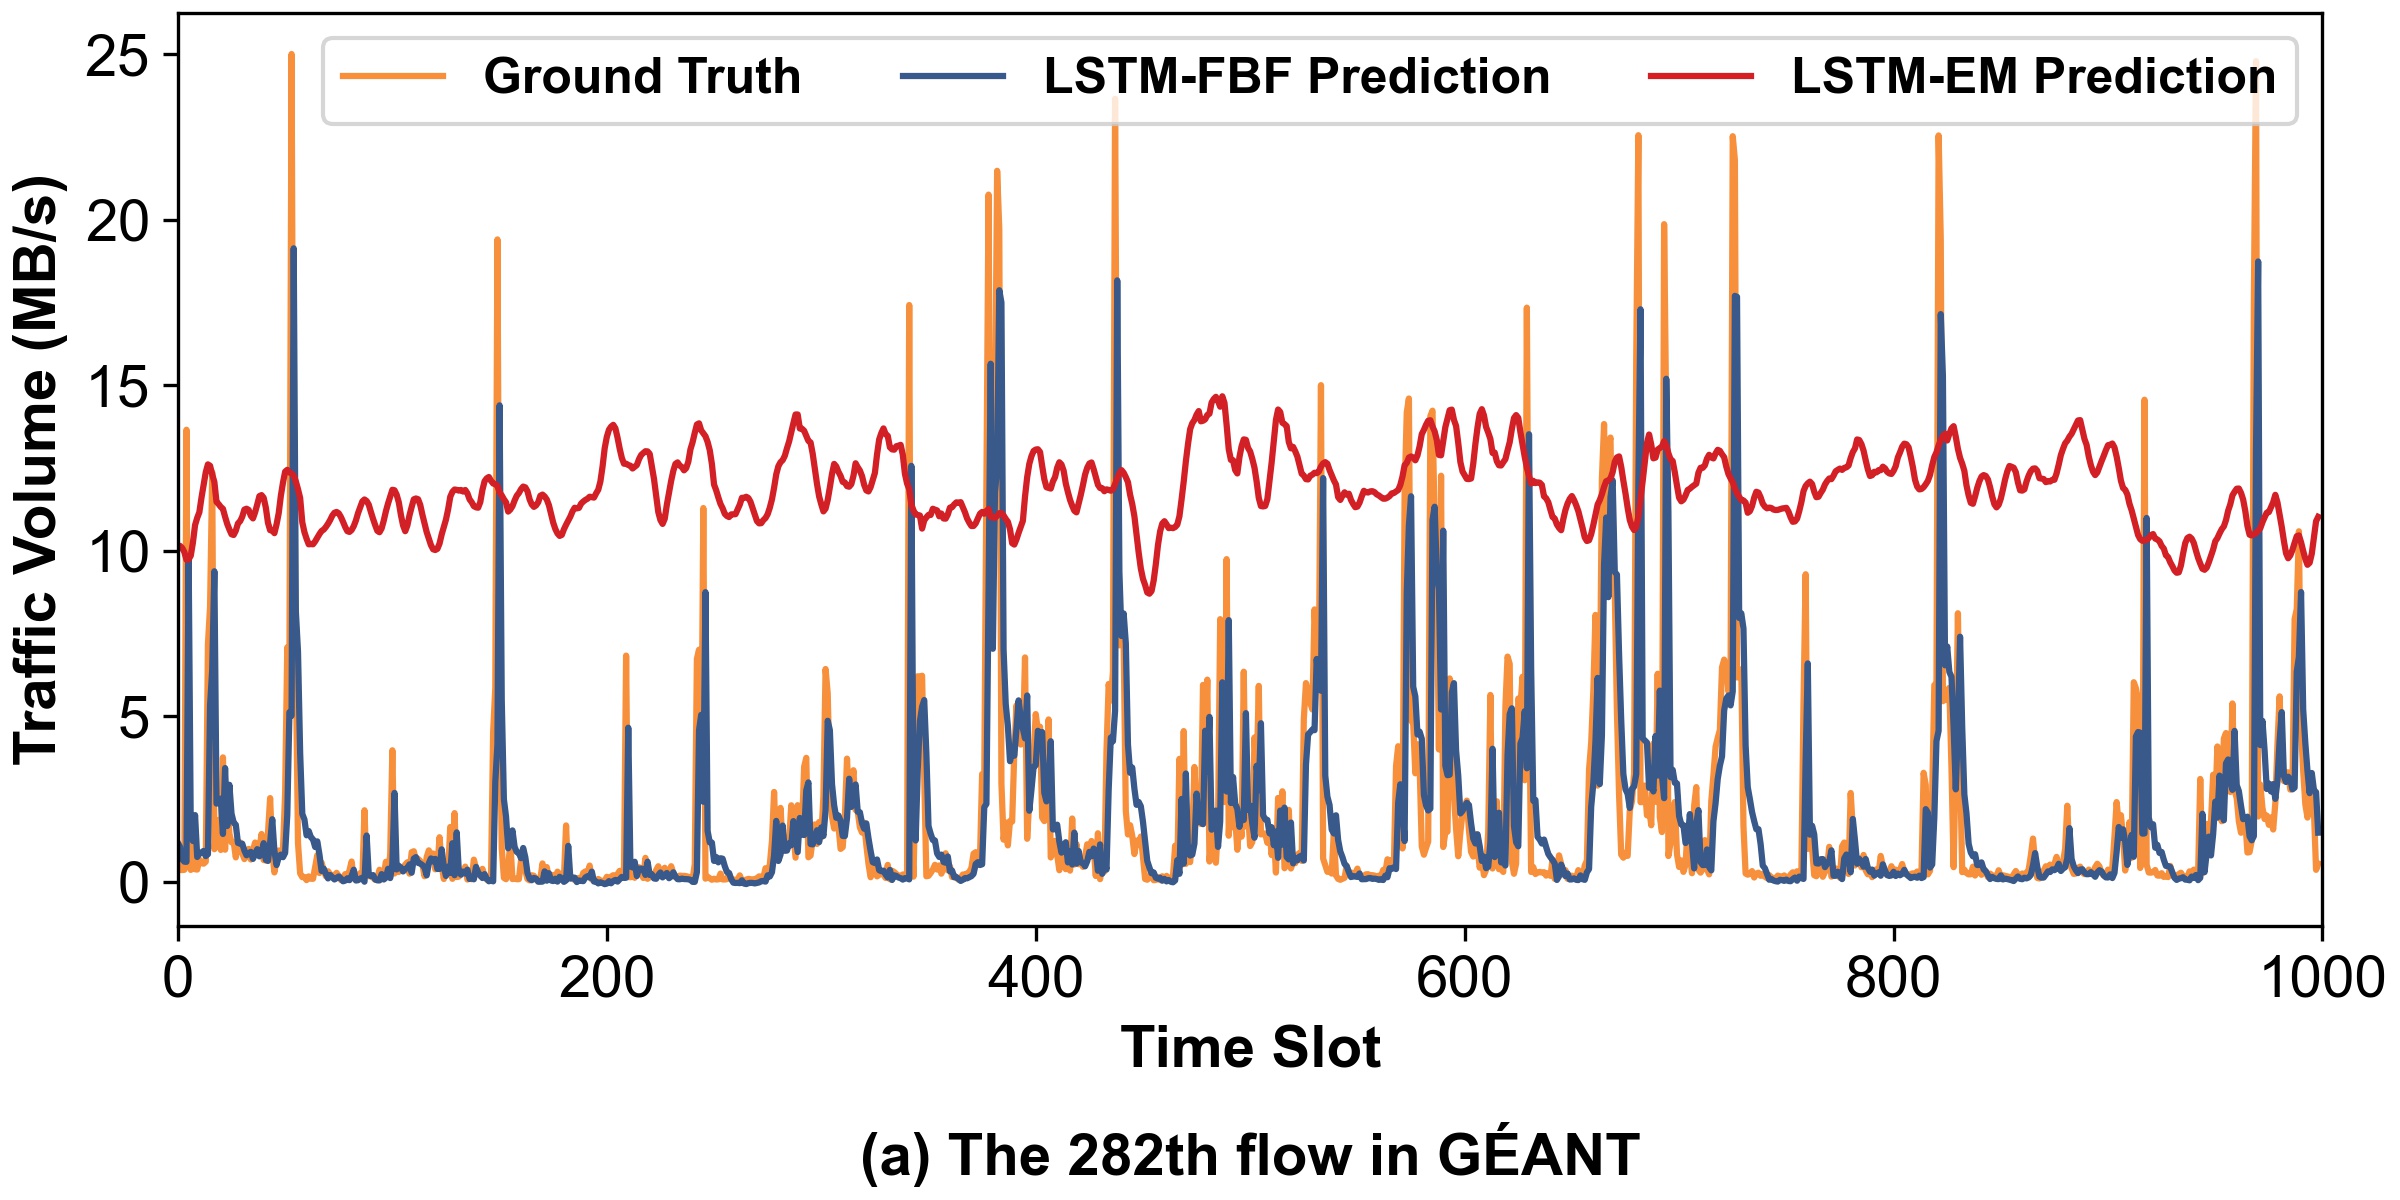 25
20
15
10
5
0
Traffic Volume (MB/s)
Ground Truth LSTM-FBF Prediction LSTM-EM Prediction
0 200 400 600 800 1000
Time Slot
(a) The 282th flow in GÉANT